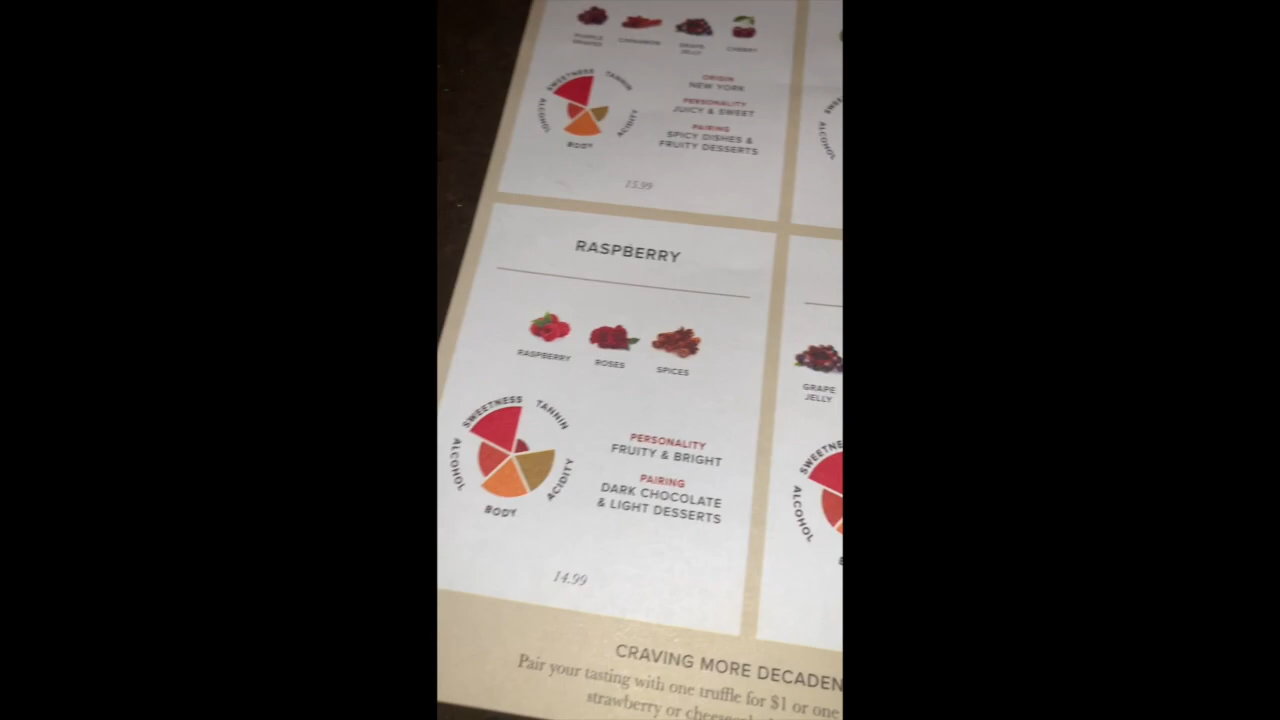 PURPLE
GRAPES
CINNAMON
GRAPE
JELLY
CHERRY
SWEETNESS
TANNIN
ACIDITY
BODY
ALCOHOL
ORIGIN
NEW YORK
PERSONALITY
JUICY & SWEET
PAIRING
SPICY DISHES &
FRUITY DESSERTS
13.99
ALCOHOL
RASPBERRY
RASPBERRY
ROSES
SPICES
SWEETNESS
TANNIN
ACIDITY
BODY
ALCOHOL
PERSONALITY
FRUITY & BRIGHT
PAIRING
DARK CHOCOLATE
& LIGHT DESSERTS
14.99
GRAPE
JELLY
SWEETNE
ALCOHOL
CRAVING MORE DECADEN
Pair your tasting with one truffle for $1 or one
strawberry or